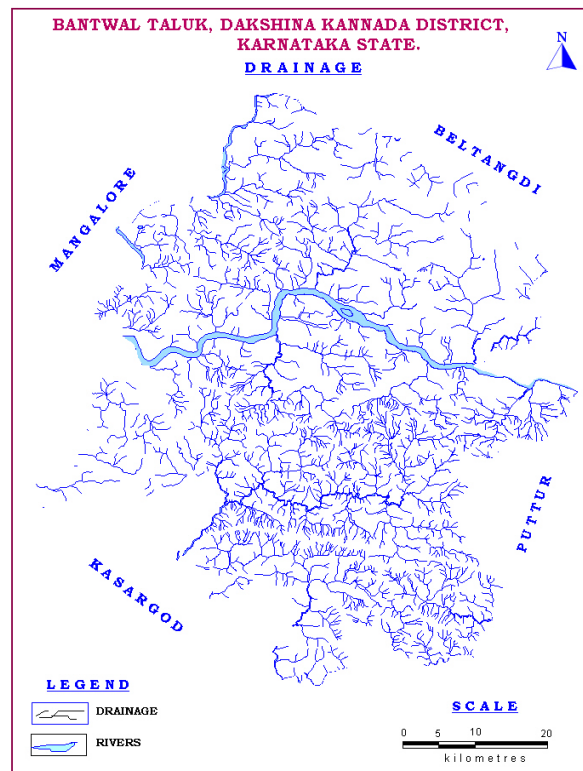 BANTWAL TALUK, DAKSHINA KANNADA DISTRICT,
KARNATAKA STATE.
DRAINAGE
N
BELTANGDI
MANGALORE
PUTTUR
KASARGOD
LEGEND
DRAINAGE
RIVERS
SCALE
0 5 10 20
kilometres